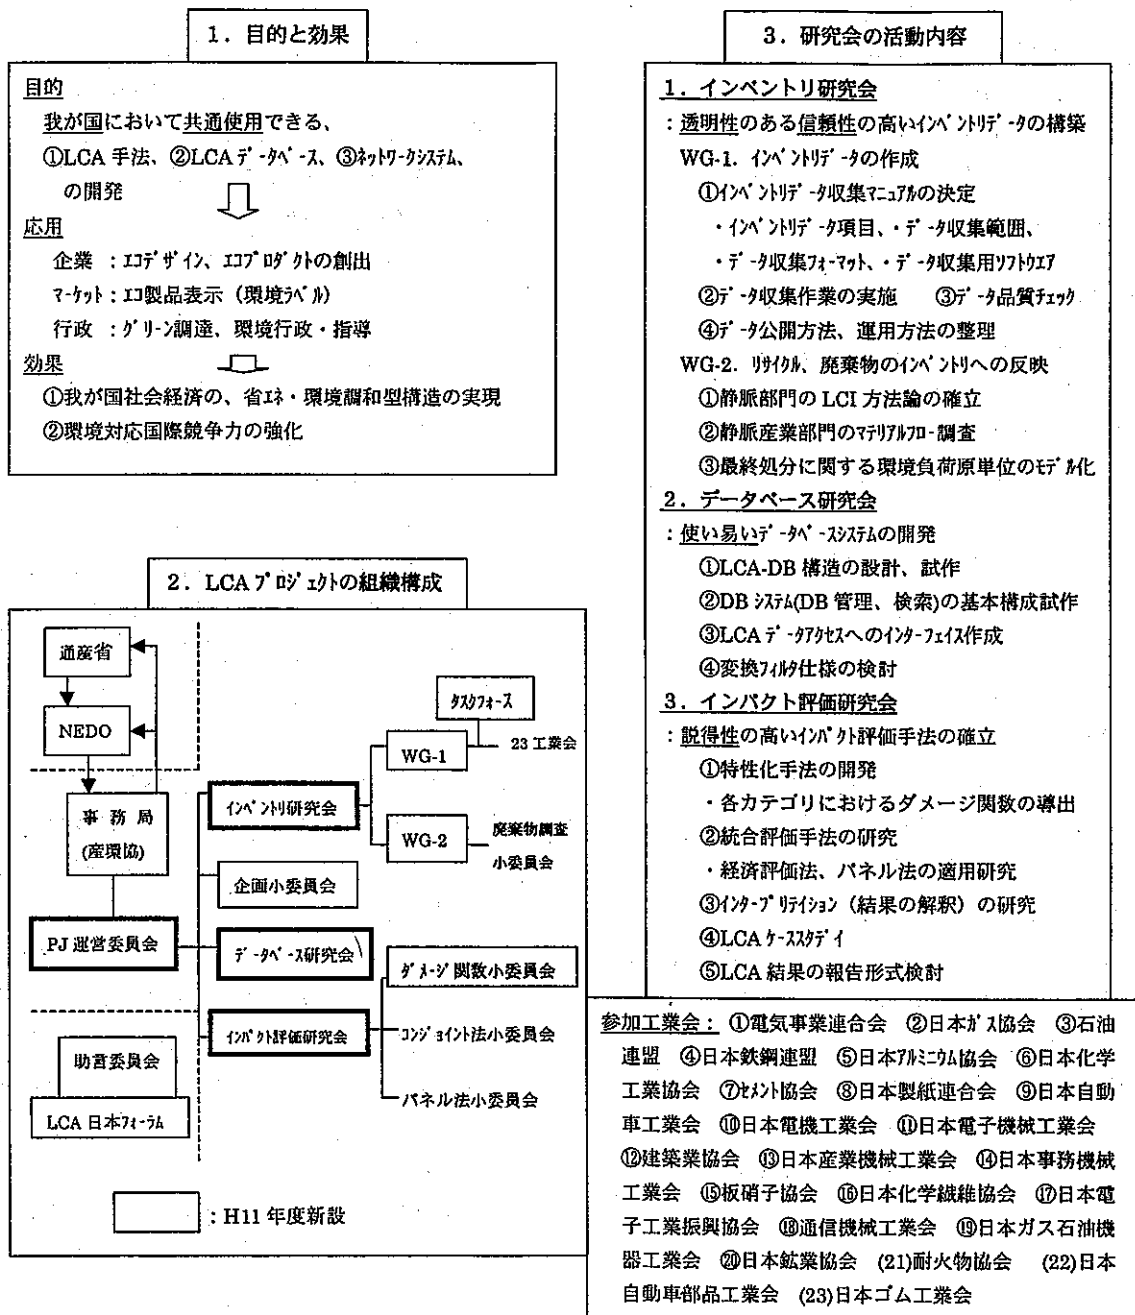 1．目的と効果
目的
我が国において共通使用できる、
①LCA 手法、②LCAﾃﾞｰﾀﾍﾞｰｽ、③ﾈｯﾄﾜｰｸｼｽﾃﾑ、
の開発
応用
企業 ：ｴｺﾃﾞｻﾞｲﾝ、ｴｺﾌﾟﾛﾀﾞｸﾄの創出
ﾏｰｹｯﾄ：ｴｺ製品表示（環境ﾗﾍﾞﾙ）
行政 ：ｸﾞﾘｰﾝ調達、環境行政・指導
効果
①我が国社会経済の、省ｴﾈ・環境調和型構造の実現
②環境対応国際競争力の強化
2．LCAﾌﾟﾛｼﾞｪｸﾄの組織構成
通産省
NEDO
事 務 局
(産環協)
PJ 運営委員会
助言委員会
LCA 日本ﾌｫｰﾗﾑ
ｲﾝﾍﾞﾝﾄﾘ研究会
企画小委員会
ﾃﾞｰﾀﾍﾞｰｽ研究会
ｲﾝﾊﾟｸﾄ評価研究会
WG-1
WG-2
ﾀｽｸﾌｫｰｽ
23 工業会
廃棄物調査
小委員会
ﾀﾞﾒｰｼﾞ関数小委員会
ｺﾝｼﾞｮｲﾝﾄ法小委員会
パネル法小委員会
：H11 年度新設
3．研究会の活動内容
1．インベントリ研究会
：透明性のある信頼性の高いｲﾝﾍﾞﾝﾄﾘﾃﾞｰﾀの構築
WG-1．ｲﾝﾍﾞﾝﾄﾘﾃﾞｰﾀの作成
①ｲﾝﾍﾞﾝﾄﾘﾃﾞｰﾀ収集ﾏﾆｭｱﾙの決定
・ｲﾝﾍﾞﾝﾄﾘﾃﾞｰﾀ項目、・ﾃﾞｰﾀ収集範囲、
・ﾃﾞｰﾀ収集ﾌｫｰﾏｯﾄ、・ﾃﾞｰﾀ収集用ｿﾌﾄｳｴｱ
②ﾃﾞｰﾀ収集作業の実施　③ﾃﾞｰﾀ品質ﾁｪｯｸ
④ﾃﾞｰﾀ公開方法、運用方法の整理
WG-2．ﾘｻｲｸﾙ、廃棄物のｲﾝﾍﾞﾝﾄﾘへの反映
①静脈部門の LCI 方法論の確立
②静脈産業部門のﾏﾃﾘｱﾙﾌﾛｰ調査
③最終処分に関する環境負荷原単位のﾓﾃﾞﾙ化
2．データベース研究会
：使い易いﾃﾞｰﾀﾍﾞｰｽｼｽﾃﾑの開発
①LCA-DB 構造の設計、試作
②DB ｼｽﾃﾑ(DB 管理、検索)の基本構成試作
③LCA ﾃﾞｰﾀｱｸｾｽへのｲﾝﾀｰﾌｪｲｽ作成
④変換ﾌｨﾙﾀ仕様の検討
3．インパクト評価研究会
：説得性の高いｲﾝﾊﾟｸﾄ評価手法の確立
①特性化手法の開発
・各カテゴリにおけるダメージ関数の導出
②統合評価手法の研究
・経済評価法、パネル法の適用研究
③ｲﾝﾀｰﾌﾟﾘﾃｲｼｮﾝ（結果の解釈）の研究
④LCA ｹｰｽｽﾀﾃﾞｲ
⑤LCA 結果の報告形式検討
参加工業会： ①電気事業連合会　②日本ｶﾞｽ協会　③石油
連盟　④日本鉄鋼連盟　⑤日本ｱﾙﾐﾆｳﾑ協会　⑥日本化学
工業協会　⑦ｾﾒﾝﾄ協会　⑧日本製紙連合会　⑨日本自動
車工業会　⑩日本電機工業会　⑪日本電子機械工業会
⑫建築業協会　⑬日本産業機械工業会　⑭日本事務機械
工業会　⑮板硝子協会　⑯日本化学繊維協会　⑰日本電
子工業振興協会　⑱通信機械工業会　⑲日本ガス石油機
器工業会　⑳日本鉱業協会　(21)耐火物協会　(22)日本
自動車部品工業会　(23)日本ゴム工業会